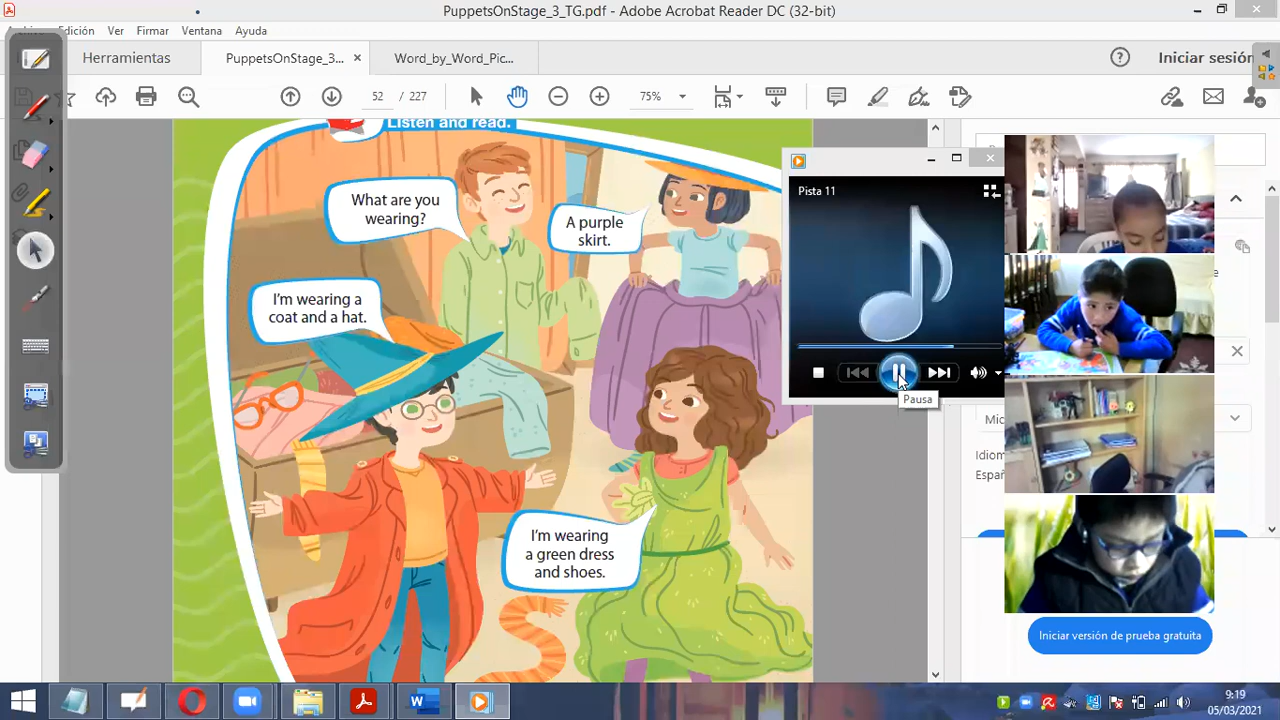 PuppetsOnStage_3_TG.pdf - Adobe Acrobat Reader DC (32-bit)
Edición Ver Firmar Ventana Ayuda
Herramientas PuppetsOnStage_3... × Word_by_Word_Pic... Iniciar sesión
52 / 227 75%
Listen and read.
What are you
wearing?
A purple
skirt.
I'm wearing a
coat and a hat.
I'm wearing
a green dress
and shoes.
Pista 11
Pausa
Mic
Idiom
Españ
Iniciar versión de prueba gratuita
9:19
05/03/2021